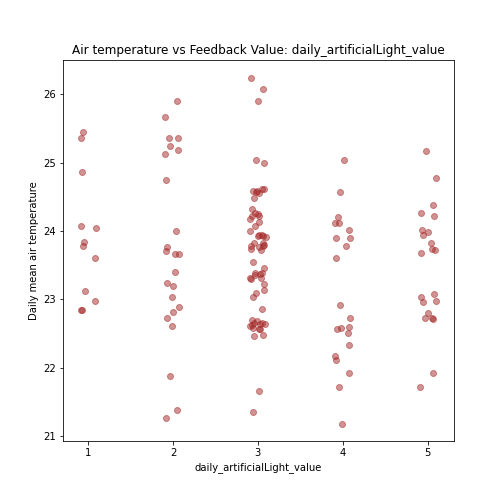 Air temperature vs Feedback Value: daily_artificialLight_value
Daily mean air temperature
26
25
24
23
22
21
1 2 3 4 5
daily_artificialLight_value